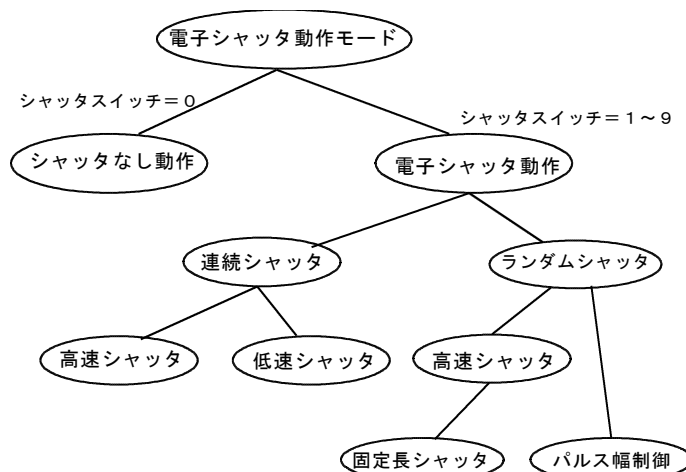 電子シャッタ動作モード
シャッタスイッチ＝０
シャッタスイッチ＝１～９
シャッタなし動作
電子シャッタ動作
連続シャッタ
ランダムシャッタ
高速シャッタ
低速シャッタ
高速シャッタ
固定長シャッタ
パルス幅制御